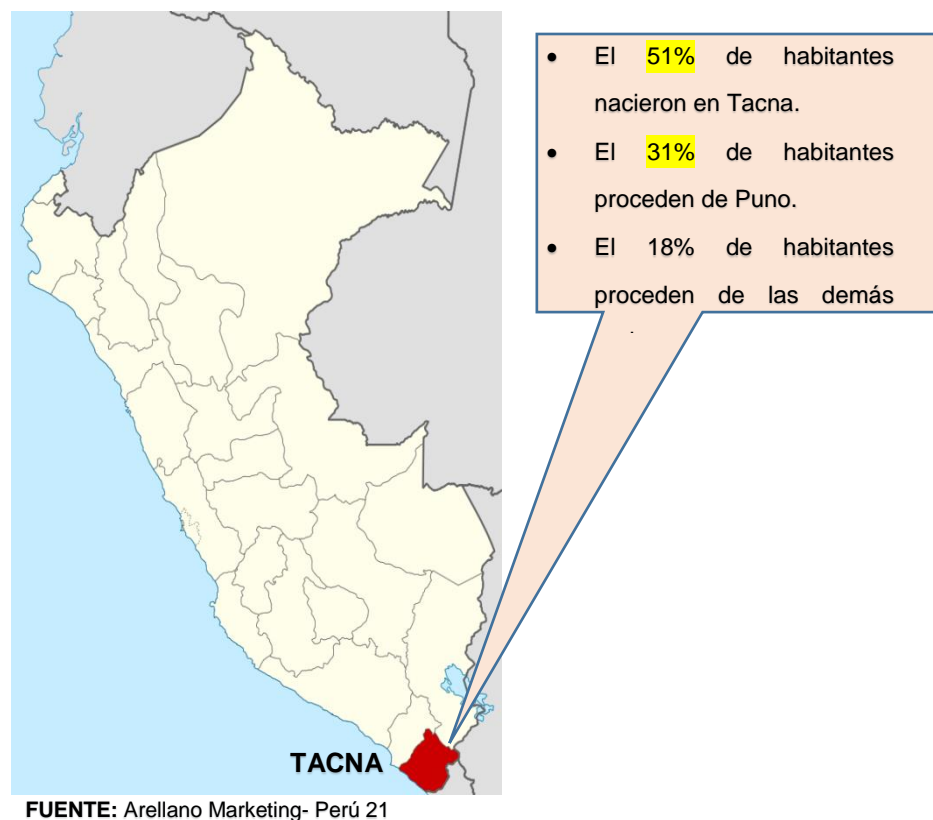 • El 51% de habitantes
nacieron en Tacna.
• El 31% de habitantes
proceden de Puno.
• El 18% de habitantes
proceden de las demás
TACNA
FUENTE: Arellano Marketing- Perú 21